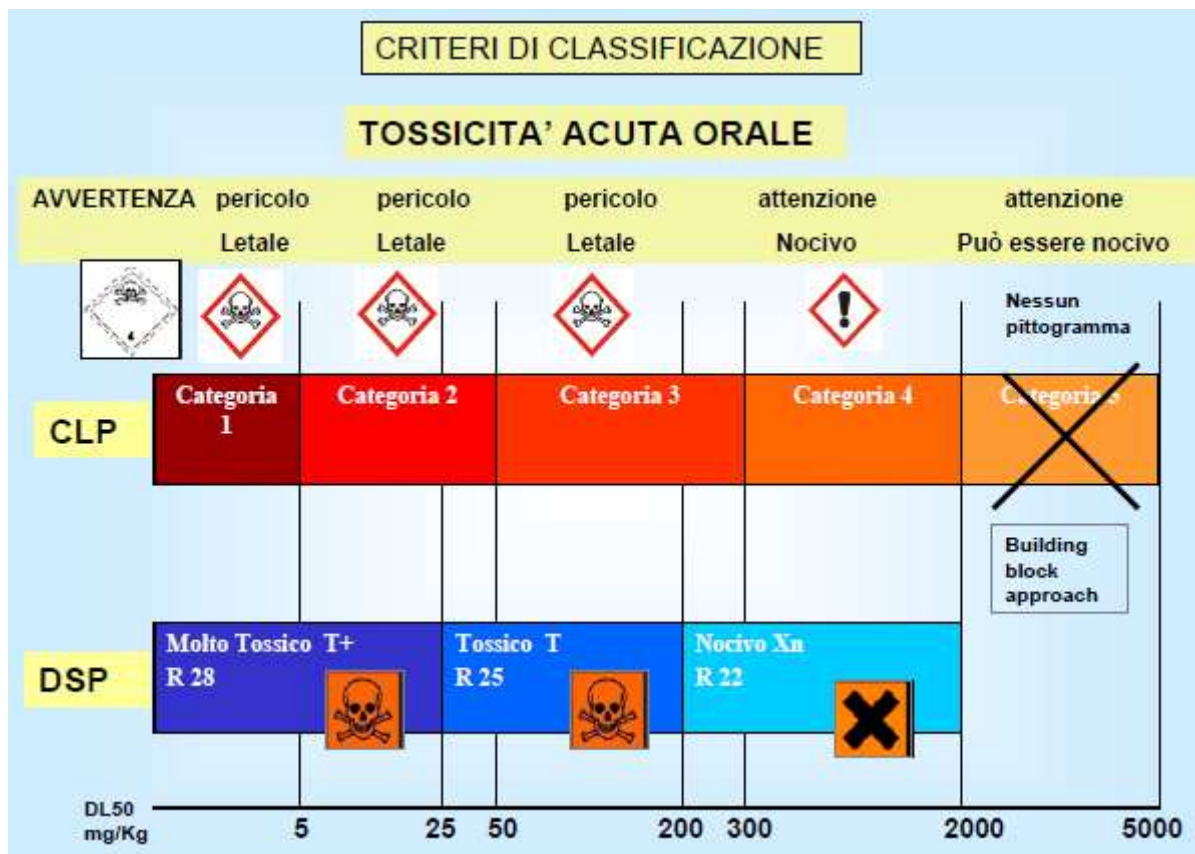 CRITERI DI CLASSIFICAZIONE
TOSSICITA' ACUTA ORALE
AVVERTENZA pericolo pericolo pericolo attenzione attenzione
Letale Letale Letale Nocivo Può essere nocivo
Nessun
pittogramma
CLP
Categoria
1
Categoria 2
Categoria 3
Categoria 4
Categoria 5
Building
block
approach
DSP
Molto Tossico T+
R 28
Tossico T
R 25
Nocivo Xn
R 22
DL50
mg/Kg
5 25 50 200 300 2000 5000